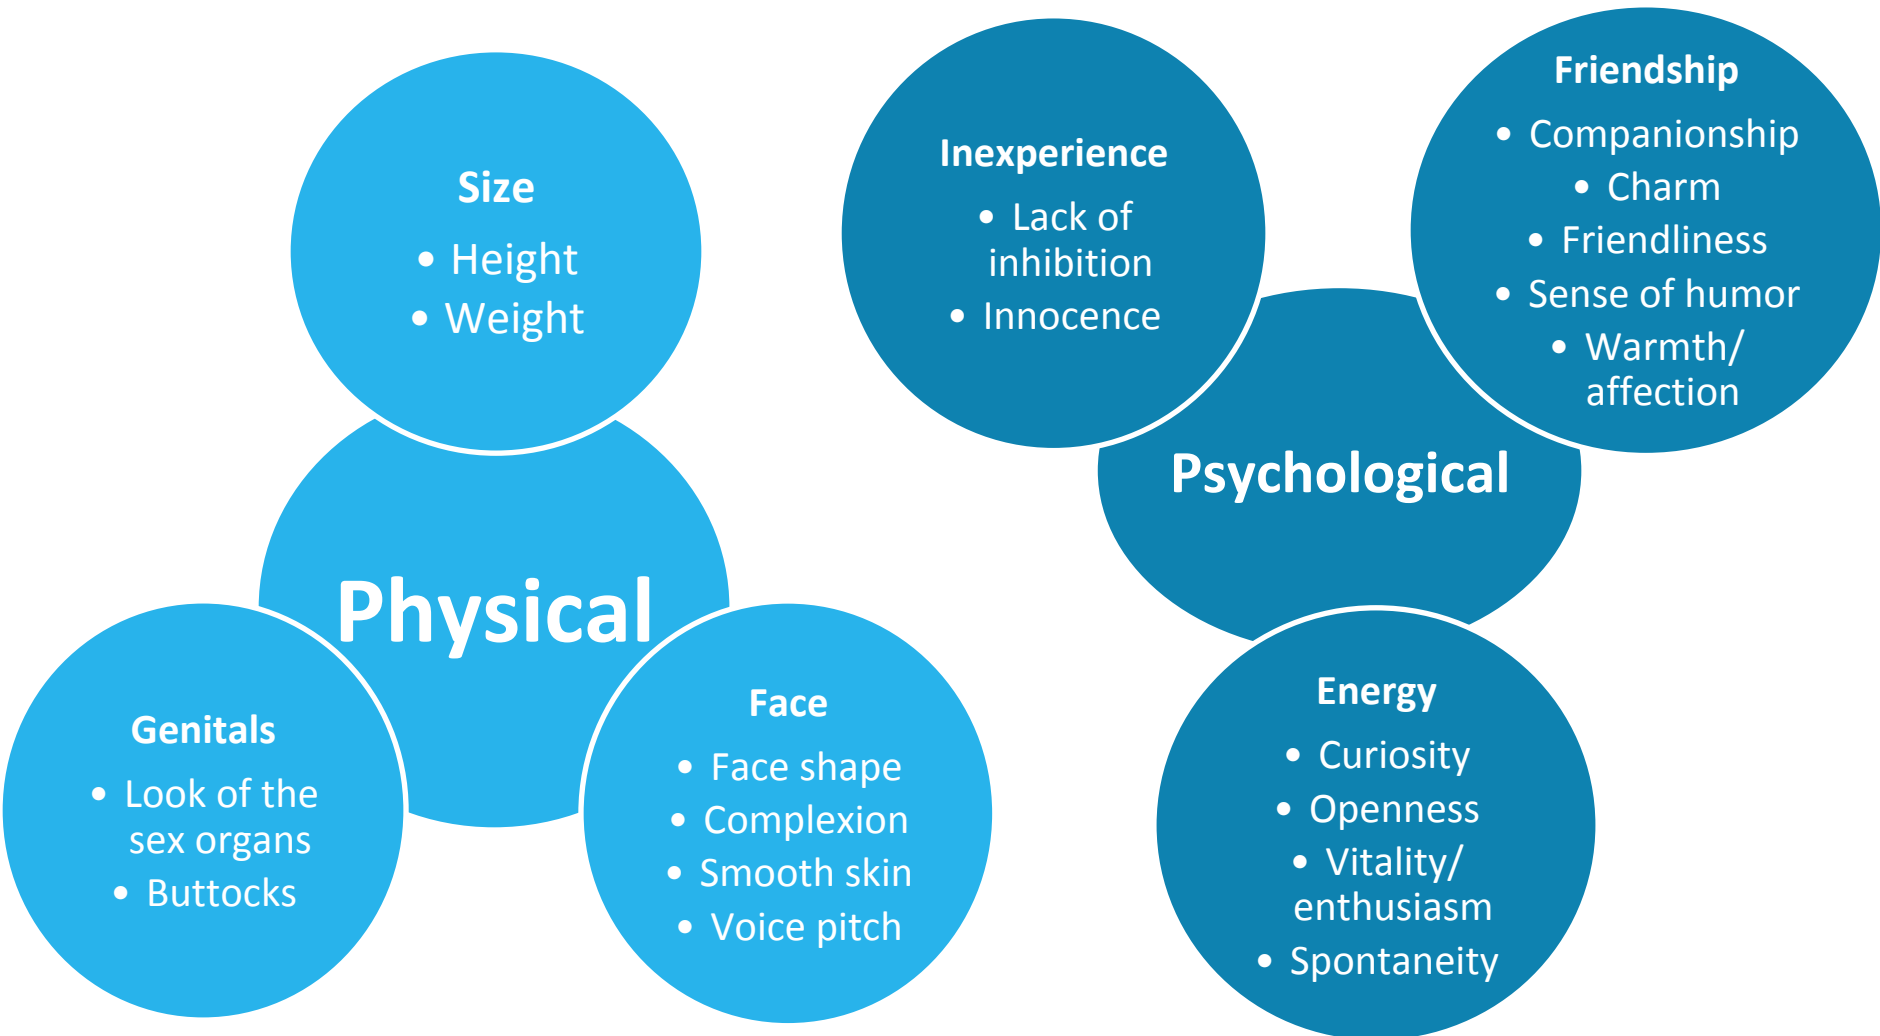 Size
• Height
• Weight
Physical
Genitals
• Look of the
sex organs
• Buttocks
Face
• Face shape
• Complexion
• Smooth skin
• Voice pitch
Inexperience
• Lack of
inhibition
• Innocence
Friendship
• Companionship
• Charm
• Friendliness
• Sense of humor
• Warmth/
affection
Psychological
Energy
• Curiosity
• Openness
• Vitality/
enthusiasm
• Spontaneity